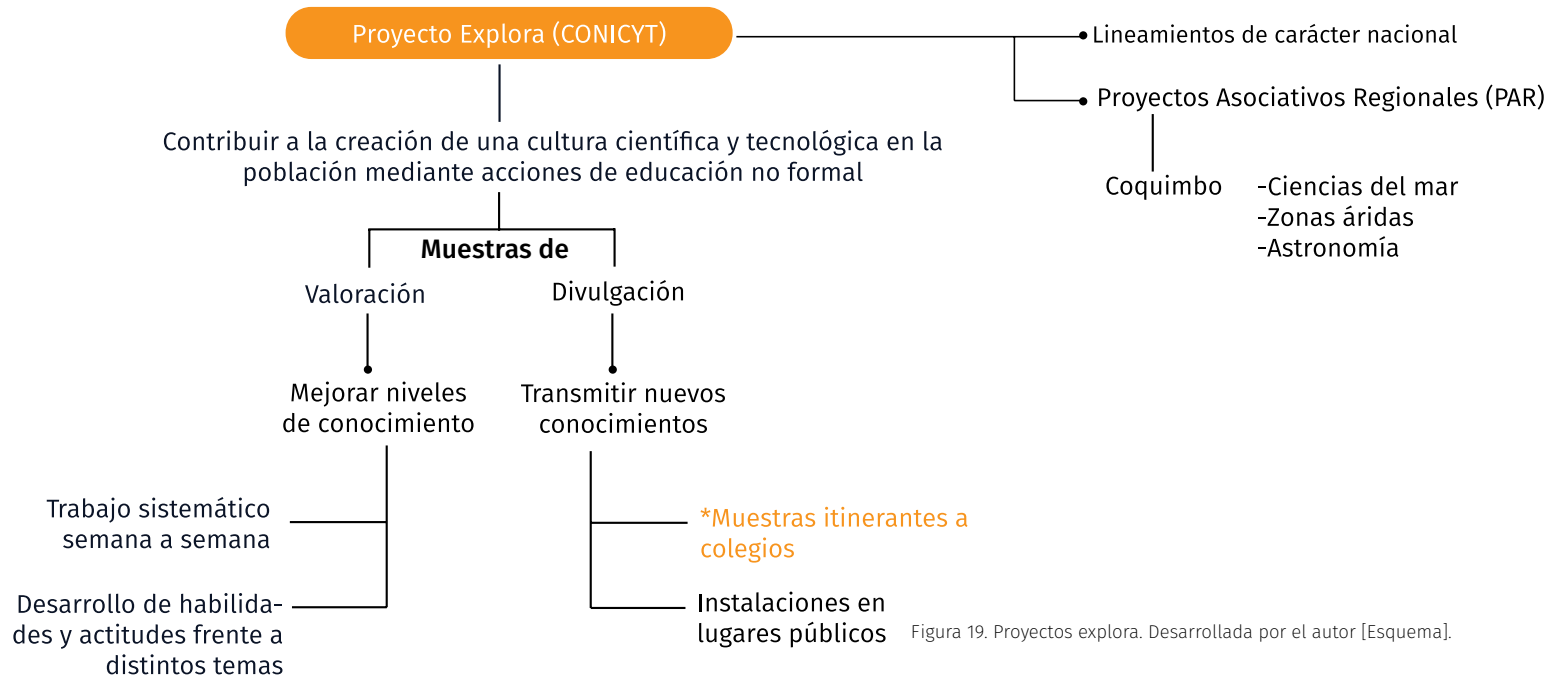 Proyecto Explora (CONICYT)
Lineamientos de carácter nacional
Proyectos Asociativos Regionales (PAR)
Coquimbo
-Ciencias del mar
-Zonas áridas
-Astronomía
Contribuir a la creación de una cultura científica y tecnológica en la
población mediante acciones de educación no formal
Muestras de
Valoración
Mejorar niveles
de conocimiento
Trabajo sistemático
semana a semana
Desarrollo de habilida-
des y actitudes frente a
distintos temas
Divulgación
Transmitir nuevos
conocimientos
*Muestras itinerantes a
colegios
Instalaciones en
lugares públicos
Figura 19. Proyectos explora. Desarrollada por el autor [Esquema].